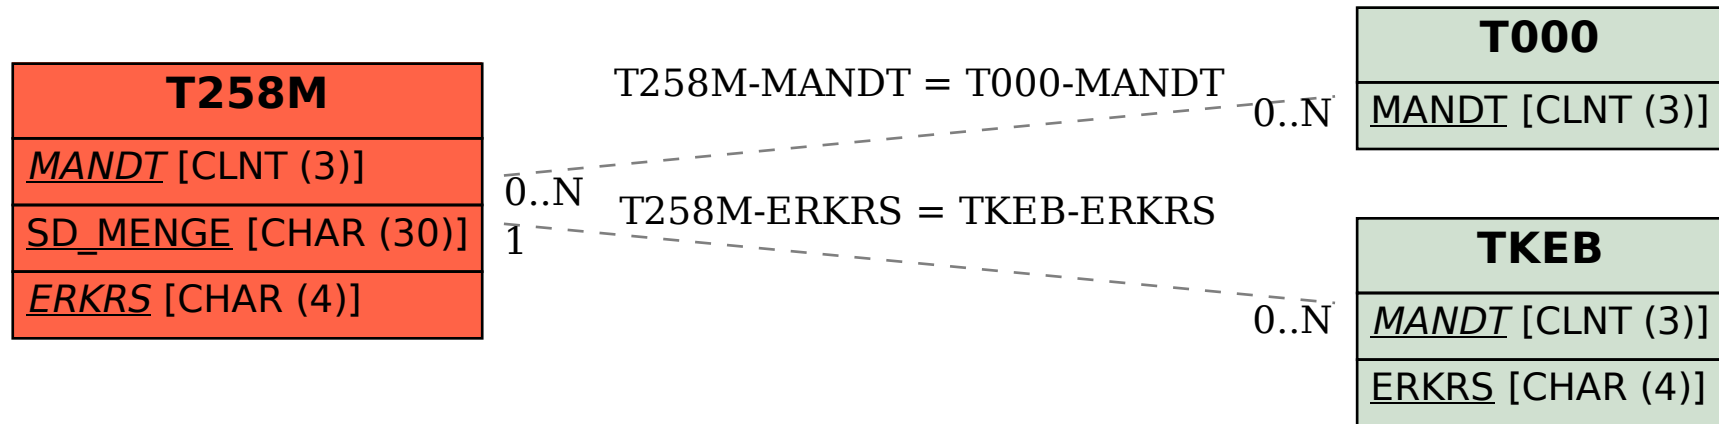 T258M
MANDT [CLNT (3)]
SD_MENGE [CHAR (30)]
ERKRS [CHAR (4)]
T258M-MANDT = T000-MANDT
0..N
0..N
T258M-ERKRS = TKEB-ERKRS
1
0..N
T000
MANDT [CLNT (3)]
TKEB
MANDT [CLNT (3)]
ERKRS [CHAR (4)]